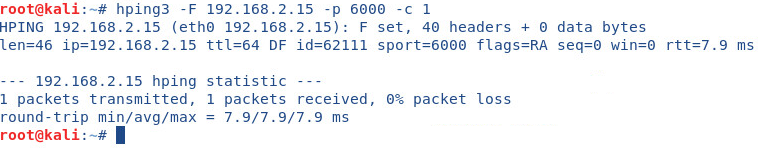 root@kali:~# hping3 -F 192.168.2.15 -p 6000 -c 1
HPING 192.168.2.15 (eth0 192.168.2.15): F set, 40 headers + 0 data bytes
len=46 ip=192.168.2.15 ttl=64 DF id=62111 sport=6000 flags=RA seq=0 win=0 rtt=7.9 ms
--- 192.168.2.15 hping statistic ---
1 packets transmitted, 1 packets received, 0% packet loss
round-trip min/avg/max = 7.9/7.9/7.9 ms
root@kali:~#